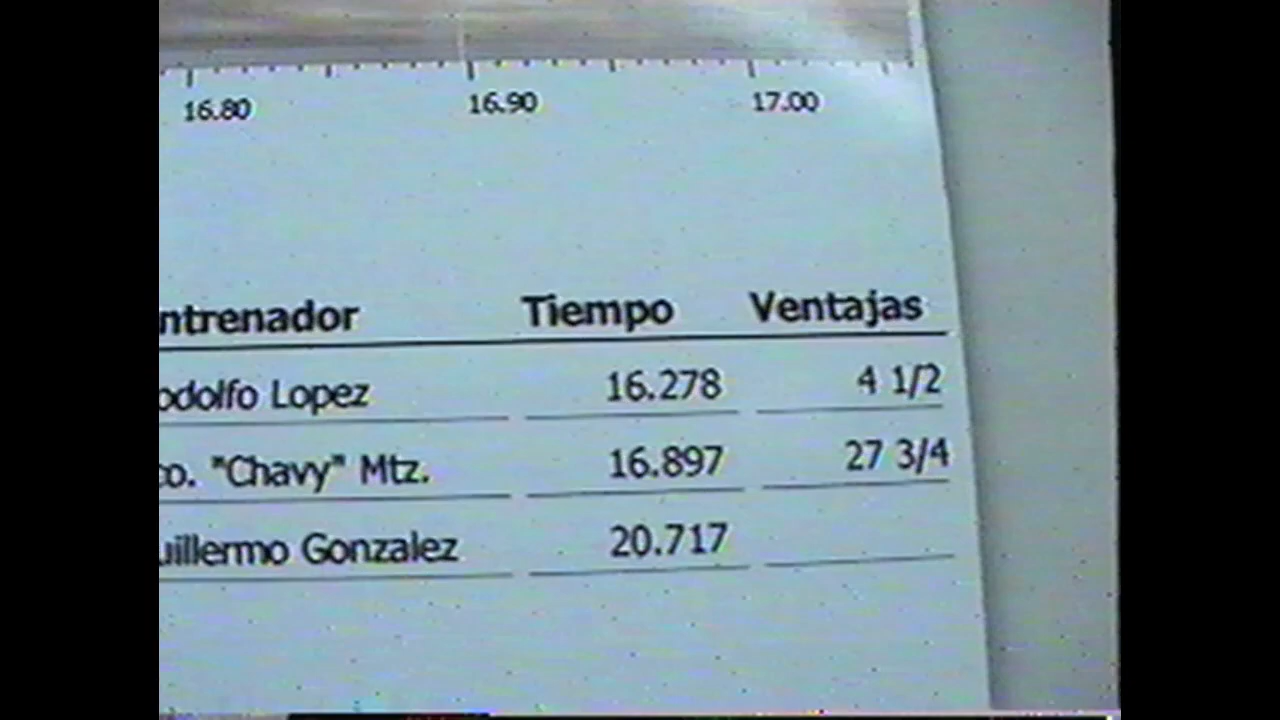 16.80 16.90 17.00
ntrenador Tiempo Ventajas
odolfo Lopez 16.278 4 1/2
co. "Chavy" Mtz. 16.897 27 3/4
uillermo Gonzalez 20.717